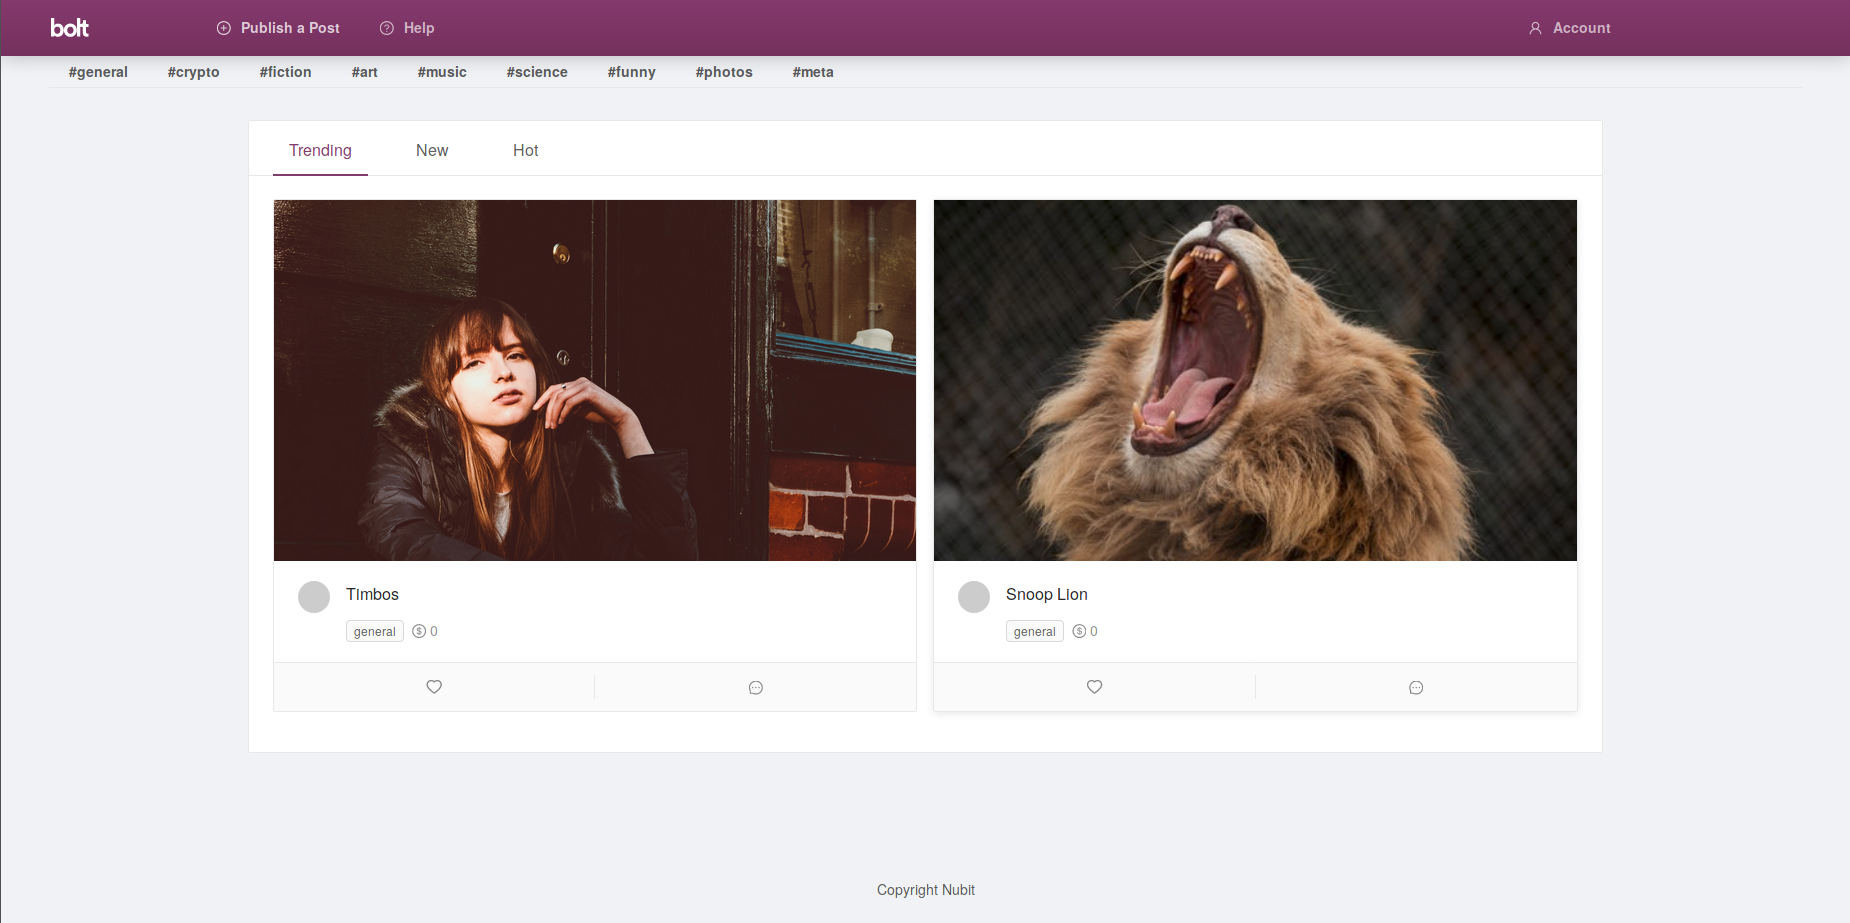 bolt Publish a Post Help Account
#general #crypto #fiction #art #music #science #funny #photos #meta
Trending New Hot
Timbos
general $ 0
Snoop Lion
general $ 0
Copyright Nubit